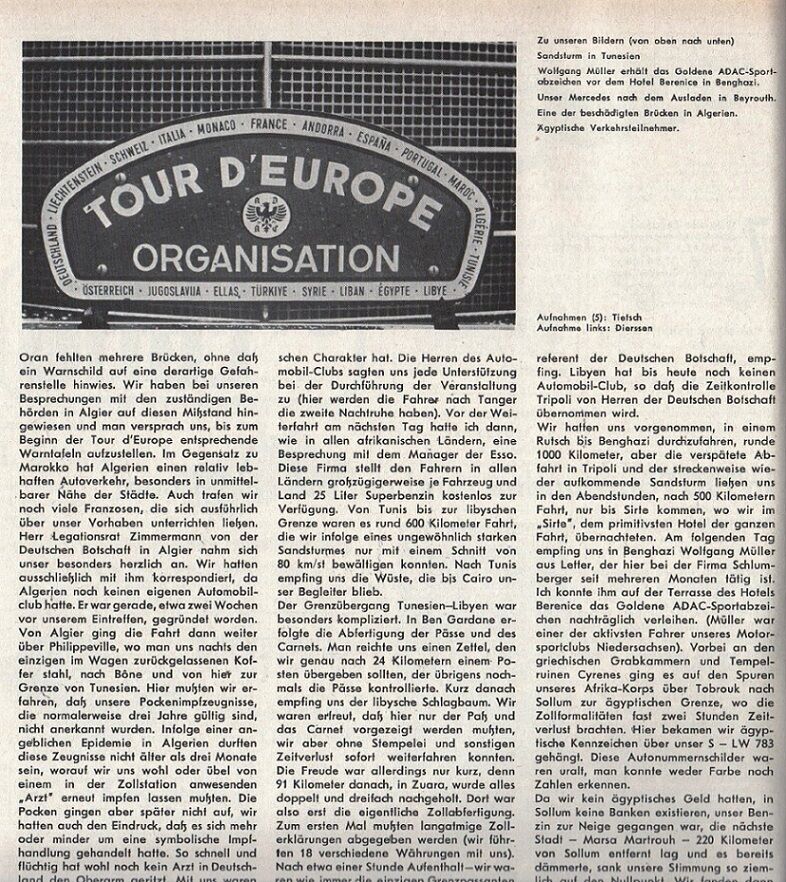 DEUTSCHLAND · LIECHTENSTEIN · SCHWEIZ · ITALIA · MONACO · FRANCE · ANDORRA · ESPAÑA · PORTUGAL · MAROC · ALGÉRIE · TUNISIE
TOUR D'EUROPE
ADAC
ORGANISATION
ÖSTERREICH · JUGOSLAVIJA · ELLAS · TÜRKIYE · SYRIE · LIBAN · ÉGYPTE · LIBYE
Zu unseren Bildern (von oben nach unten)
Sandsturm in Tunesien
Wolfgang Müller erhält das Goldene ADAC-Sport-
abzeichen vor dem Hotel Berenice in Benghazi.
Unser Mercedes nach dem Ausladen in Beyrouth.
Eine der beschädigten Brücken in Algerien.
Ägyptische Verkehrsteilnehmer.
Aufnahmen (5): Tietsch
Aufnahme links: Dierssen
Oran fehlten mehrere Brücken, ohne daß
ein Warnschild auf eine derartige Gefah-
renstelle hinwies. Wir haben bei unseren
Besprechungen mit den zuständigen Be-
hörden in Algier auf diesen Mißstand hin-
gewiesen und man versprach uns, bis zum
Beginn der Tour d'Europe entsprechende
Warntafeln aufzustellen. Im Gegensatz zu
Marokko hat Algerien einen relativ leb-
haften Autoverkehr, besonders in unmittel-
barer Nähe der Städte. Auch trafen wir
noch viele Franzosen, die sich ausführlich
über unser Vorhaben unterrichten ließen.
Herr Legationsrat Zimmermann von der
Deutschen Botschaft in Algier nahm sich
unser besonders herzlich an. Wir hatten
ausschließlich mit ihm korrespondiert, da
Algerien noch keinen eigenen Automobil-
club hatte. Er war gerade, etwa zwei Wochen
vor unserem Eintreffen, gegründet worden.
Von Algier ging die Fahrt dann weiter
über Philippeville, wo man uns nachts den
einzigen im Wagen zurückgelassenen Kof-
fer stahl, nach Bône und von hier zur
Grenze von Tunesien. Hier mußten wir er-
fahren, daß unsere Pockenimpfzeugnisse,
die normalerweise drei Jahre gültig sind,
nicht anerkannt wurden. Infolge einer an-
geblichen Epidemie in Algerien durften
diese Zeugnisse nicht älter als drei Monate
sein, worauf wir uns wohl oder übel von
einem in der Zollstation anwesenden
„Arzt" erneut impfen lassen mußten. Die
Pocken gingen aber später nicht auf, wir
hatten auch den Eindruck, daß es sich mehr
oder minder um eine symbolische Impf-
handlung gehandelt hatte. So schnell und
flüchtig hat wohl noch kein Arzt in Deutsch-
land den Oberarm geritzt. Mit uns waren
schen Charakter hat. Die Herren des Auto-
mobil-Clubs sagten uns jede Unterstützung
bei der Durchführung der Veranstaltung
zu (hier werden die Fahrer nach Tanger
die zweite Nachtruhe haben). Vor der Wei-
terfahrt am nächsten Tag hatte ich dann,
wie in allen afrikanischen Ländern, eine
Besprechung mit dem Manager der Esso.
Diese Firma stellt den Fahrern in allen
Ländern großzügigerweise je Fahrzeug und
Land 25 Liter Superbenzin kostenlos zur
Verfügung. Von Tunis bis zur libyschen
Grenze waren es rund 600 Kilometer Fahrt,
die wir infolge eines ungewöhnlich starken
Sandsturmes nur mit einem Schnitt von
80 km/st bewältigen konnten. Nach Tunis
empfing uns die Wüste, die bis Cairo un-
ser Begleiter blieb.
Der Grenzübergang Tunesien—Libyen war
besonders kompliziert. In Ben Gardane er-
folgte die Abfertigung der Pässe und des
Carnets. Man reichte uns einen Zettel, den
wir genau nach 24 Kilometern einem Po-
sten übergeben sollten, der übrigens noch-
mals die Pässe kontrollierte. Kurz danach
empfing uns der libysche Schlagbaum. Wir
waren erfreut, daß hier nur der Paß und
das Carnet vorgezeigt werden mußten,
wir aber ohne Stempelei und sonstigen
Zeitverlust sofort weiterfahren konnten.
Die Freude war allerdings nur kurz, denn
91 Kilometer danach, in Zuara, wurde alles
doppelt und dreifach nachgeholt. Dort war
also erst die eigentliche Zollabfertigung.
Zum ersten Mal mußten langatmige Zoll-
erklärungen abgegeben werden (wir führ-
ten 18 verschiedene Währungen mit uns).
Nach etwa einer Stunde Aufenthalt—wir wa-
ren wie immer die einzigen Grenzpassanten
referent der Deutschen Botschaft, emp-
fing. Libyen hat bis heute noch keinen
Automobil-Club, so daß die Zeitkontrolle
Tripoli von Herren der Deutschen Botschaft
übernommen wird.
Wir hatten uns vorgenommen, in einem
Rutsch bis Benghazi durchzufahren, runde
1000 Kilometer, aber die verspätete Ab-
fahrt in Tripoli und der streckenweise wie-
der aufkommende Sandsturm ließen uns
in den Abendstunden, nach 500 Kilometern
Fahrt, nur bis Sirte kommen, wo wir im
„Sirte", dem primitivsten Hotel der ganzen
Fahrt, übernachteten. Am folgenden Tag
empfing uns in Benghazi Wolfgang Müller
aus Letter, der hier bei der Firma Schlum-
berger seit mehreren Monaten tätig ist.
Ich konnte ihm auf der Terasse des Hotels
Berenice das Goldene ADAC-Sportabzei-
chen nachträglich verleihen. (Müller war
einer der aktivsten Fahrer unseres Motor-
sportclubs Niedersachsen). Vorbei an den
griechischen Grabkammern und Tempel-
ruinen Cyrenes ging es auf den Spuren
unseres Afrika-Korps über Tobrouk nach
Sollum zur ägyptischen Grenze, wo die
Zollformalitäten fast zwei Stunden Zeit-
verlust brachten. Hier bekamen wir ägyp-
tische Kennzeichen über unser S – LW 783
gehängt. Diese Autonummernschilder wa-
ren uralt, man konnte weder Farbe noch
Zahlen erkennen.
Da wir kein ägyptisches Geld hatten, in
Sollum keine Banken existieren, unser Ben-
zin zur Neige gegangen war, die nächste
Stadt – Marsa Martrouh – 220 Kilometer
von Sollum entfernt lag und es bereits
dämmerte, sank unsere Stimmung so ziem-
lich auf den Nullpunkt. Wir fanden denn